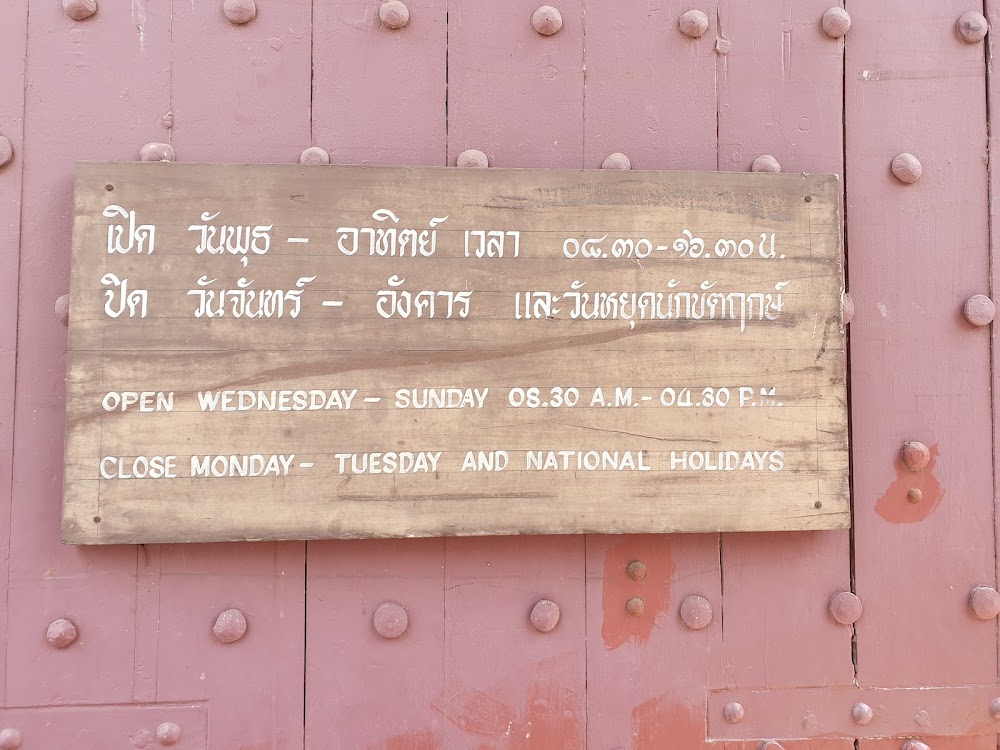 เปิด วันพุธ – อาทิตย์ เวลา ๐๘.๓๐-๑๖.๓๐ น.
ปิด วันจันทร์ – อังคาร และวันหยุดนักขัตฤกษ์
OPEN WEDNESDAY – SUNDAY 08.30 A.M. - 04.30 P.M.
CLOSE MONDAY – TUESDAY AND NATIONAL HOLIDAYS